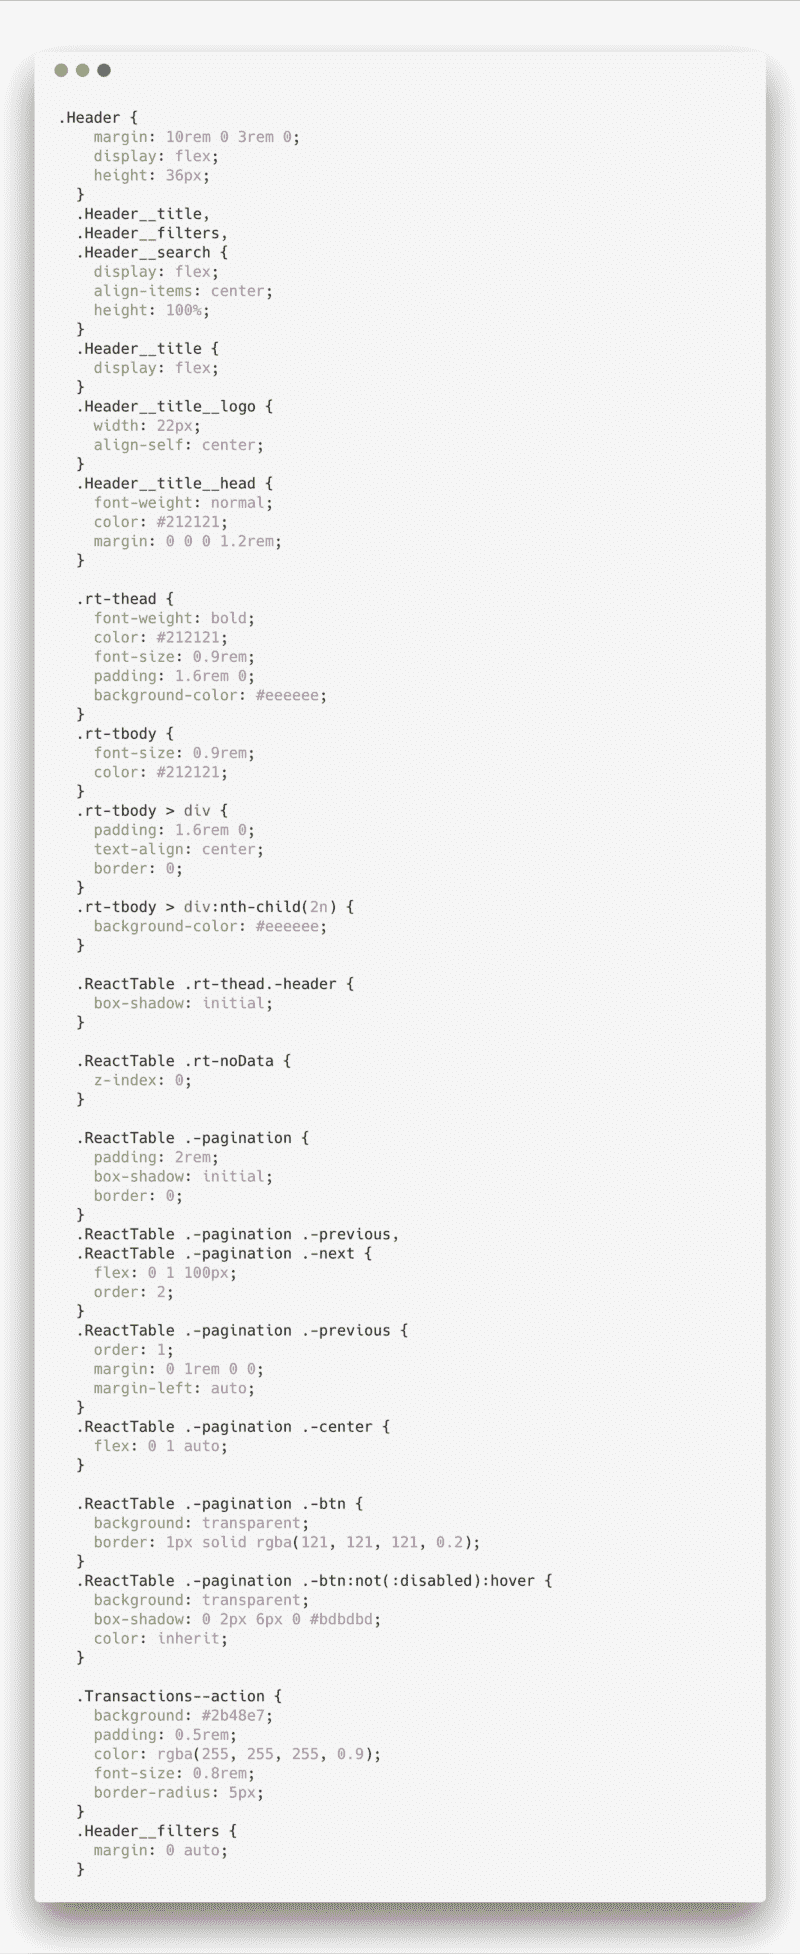 .Header {
    margin: 10rem 0 3rem 0;
    display: flex;
    height: 36px;
  }
  .Header__title,
  .Header__filters,
  .Header__search {
    display: flex;
    align-items: center;
    height: 100%;
  }
  .Header__title {
    display: flex;
  }
  .Header__title__logo {
    width: 22px;
    align-self: center;
  }
  .Header__title__head {
    font-weight: normal;
    color: #212121;
    margin: 0 0 0 1.2rem;
  }

  .rt-thead {
    font-weight: bold;
    color: #212121;
    font-size: 0.9rem;
    padding: 1.6rem 0;
    background-color: #eeeeee;
  }
  .rt-tbody {
    font-size: 0.9rem;
    color: #212121;
  }
  .rt-tbody > div {
    padding: 1.6rem 0;
    text-align: center;
    border: 0;
  }
  .rt-tbody > div:nth-child(2n) {
    background-color: #eeeeee;
  }

  .ReactTable .rt-thead.-header {
    box-shadow: initial;
  }

  .ReactTable .rt-noData {
    z-index: 0;
  }

  .ReactTable .-pagination {
    padding: 2rem;
    box-shadow: initial;
    border: 0;
  }
  .ReactTable .-pagination .-previous,
  .ReactTable .-pagination .-next {
    flex: 0 1 100px;
    order: 2;
  }
  .ReactTable .-pagination .-previous {
    order: 1;
    margin: 0 1rem 0 0;
    margin-left: auto;
  }
  .ReactTable .-pagination .-center {
    flex: 0 1 auto;
  }

  .ReactTable .-pagination .-btn {
    background: transparent;
    border: 1px solid rgba(121, 121, 121, 0.2);
  }
  .ReactTable .-pagination .-btn:not(:disabled):hover {
    background: transparent;
    box-shadow: 0 2px 6px 0 #bdbdbd;
    color: inherit;
  }

  .Transactions--action {
    background: #2b48e7;
    padding: 0.5rem;
    color: rgba(255, 255, 255, 0.9);
    font-size: 0.8rem;
    border-radius: 5px;
  }
  .Header__filters {
    margin: 0 auto;
  }